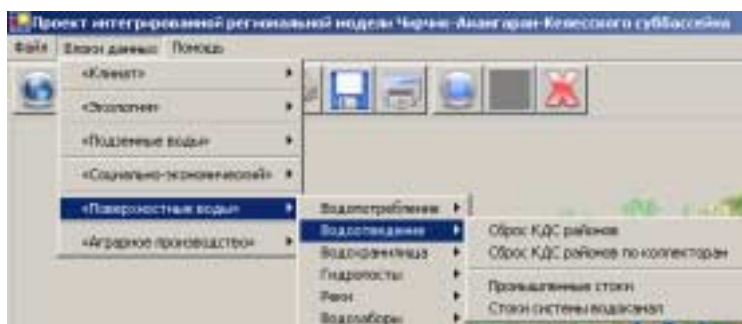 Проект интегрированной региональной модели Чирчик-Ахангаран-Келесского суббассейна
Файл Блоки данных Помощь
«Климат»
«Экология»
«Подземные воды»
«Социально-экономический»
«Поверхностные воды»
«Аграрное производство»
Водопотребление
Водоотведение
Водохранилища
Гидропосты
Реки
Водозаборы
Сброс КДС районов
Сброс КДС районов по коллекторам
Промышленные стоки
Стоки системы водоканал